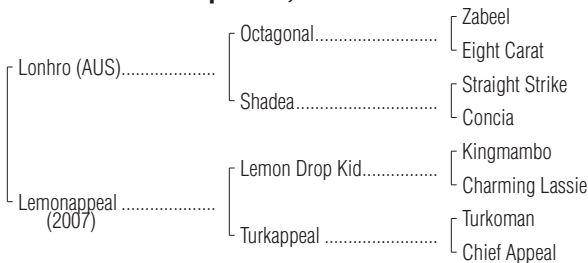 Zabeel
Octagonal
Eight Carat
Lonhro (AUS)
Straight Strike
Shadea
Concia
Kingmambo
Lemon Drop Kid
Charming Lassie
Lemonappeal
(2007)
Turkoman
Turkappeal
Chief Appeal